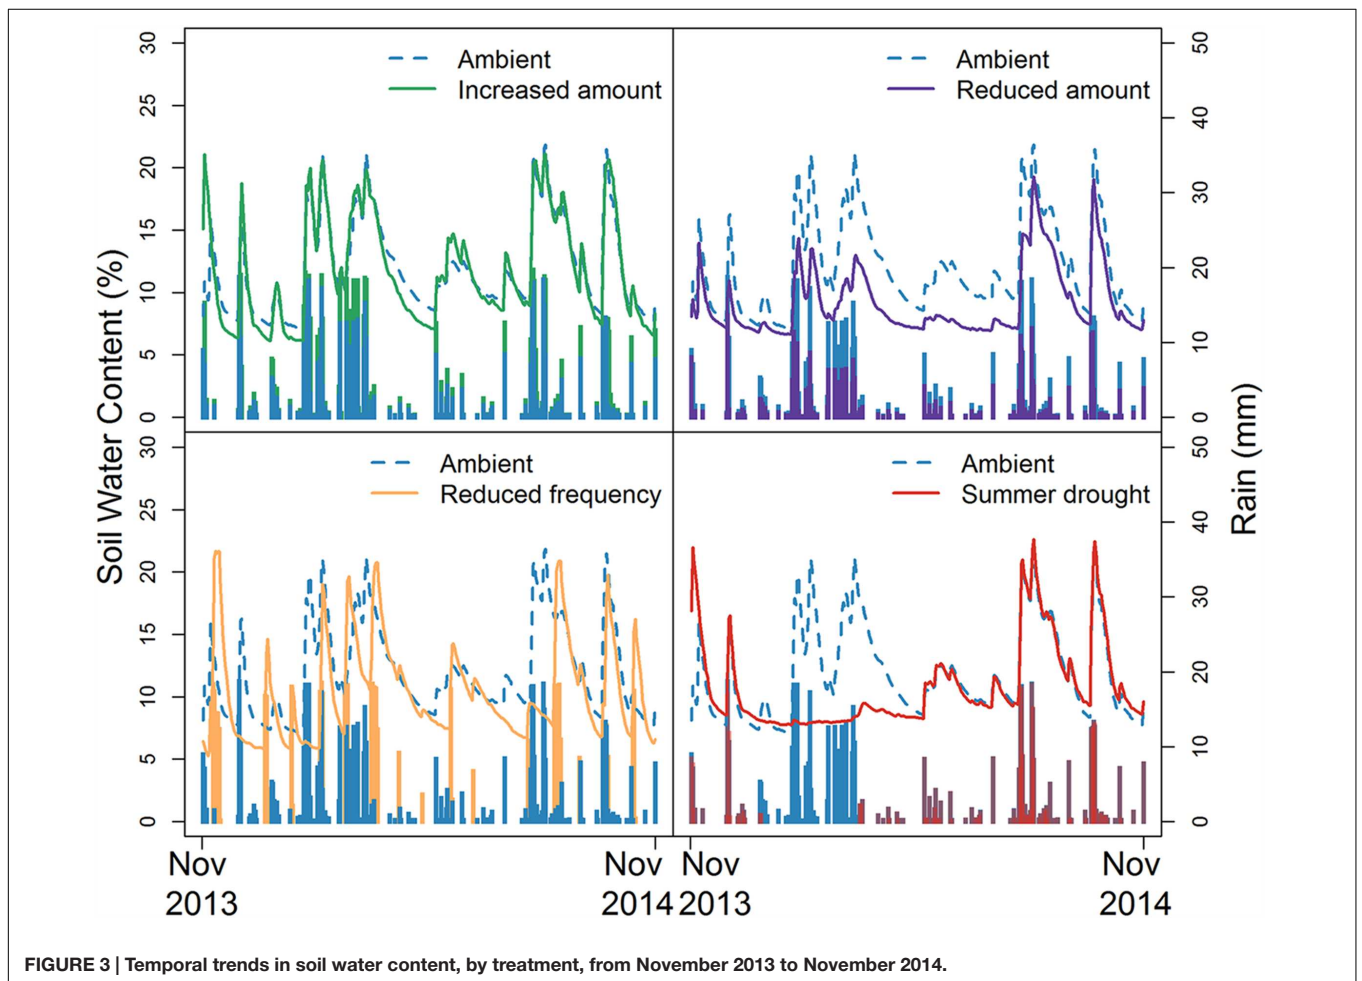 Soil Water Content (%)
30
25
20
15
10
5
0
Ambient
Increased amount
Ambient
Reduced amount
50
40
30
20
10
0
Rain (mm)
30
25
20
15
10
5
0
Ambient
Reduced frequency
Ambient
Summer drought
50
40
30
20
10
0
Nov
2013
Nov
2014
Nov
2013
Nov
2014
FIGURE 3 | Temporal trends in soil water content, by treatment, from November 2013 to November 2014.